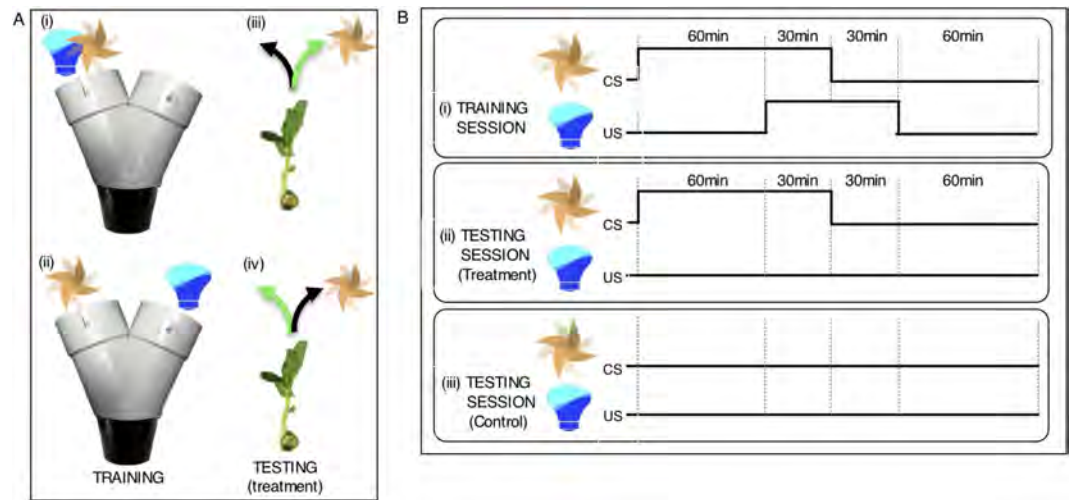 A
(i)
(iii)
(ii)
(iv)
TRAINING
TESTING
(treatment)
B
60min 30min 30min 60min
CS
(i) TRAINING
SESSION
US
60min 30min 30min 60min
CS
(ii) TESTING
SESSION
(Treatment)
US
CS
(iii) TESTING
SESSION
(Control)
US